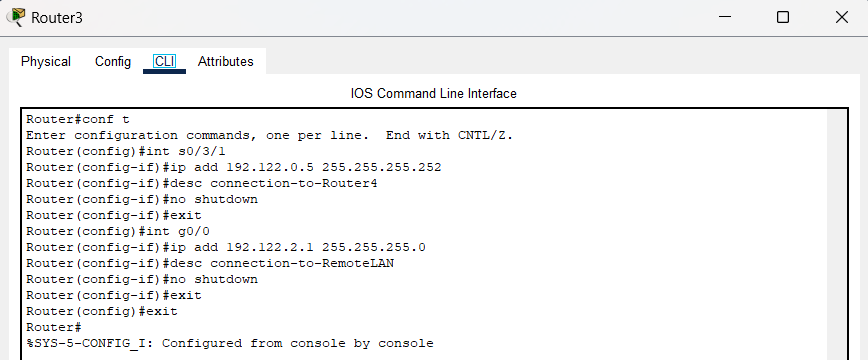 Router3
Physical Config CLI Attributes
IOS Command Line Interface
Router#conf t
Enter configuration commands, one per line.  End with CNTL/Z.
Router(config)#int s0/3/1
Router(config-if)#ip add 192.122.0.5 255.255.255.252
Router(config-if)#desc connection-to-Router4
Router(config-if)#no shutdown
Router(config-if)#exit
Router(config)#int g0/0
Router(config-if)#ip add 192.122.2.1 255.255.255.0
Router(config-if)#desc connection-to-RemoteLAN
Router(config-if)#no shutdown
Router(config-if)#exit
Router(config)#exit
Router#
%SYS-5-CONFIG_I: Configured from console by console